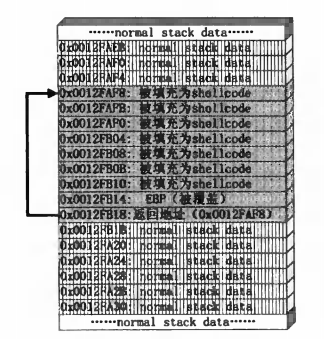 ······normal stack data······
0x0012FAEB: normal stack data
0x0012FAF0: normal stack data
0x0012FAF4: normal stack data
0x0012FAF8: 被填充为shellcode
0x0012FAFB: 被填充为shellcode
0x0012FAF0: 被填充为shellcode
0x0012FB04: 被填充为shellcode
0x0012FB08: 被填充为shellcode
0x0012FB0B: 被填充为shellcode
0x0012FB10: 被填充为shellcode
0x0012FB14: EBP（被覆盖）
0x0012FB18: 返回地址（0x0012FAF8）
0x0012FB1B: normal stack data
0x0012FA20: normal stack data
0x0012FA24: normal stack data
0x0012FA28: normal stack data
0x0012FA2B: normal stack data
0x0012FA30: normal stack data
······normal stack data······